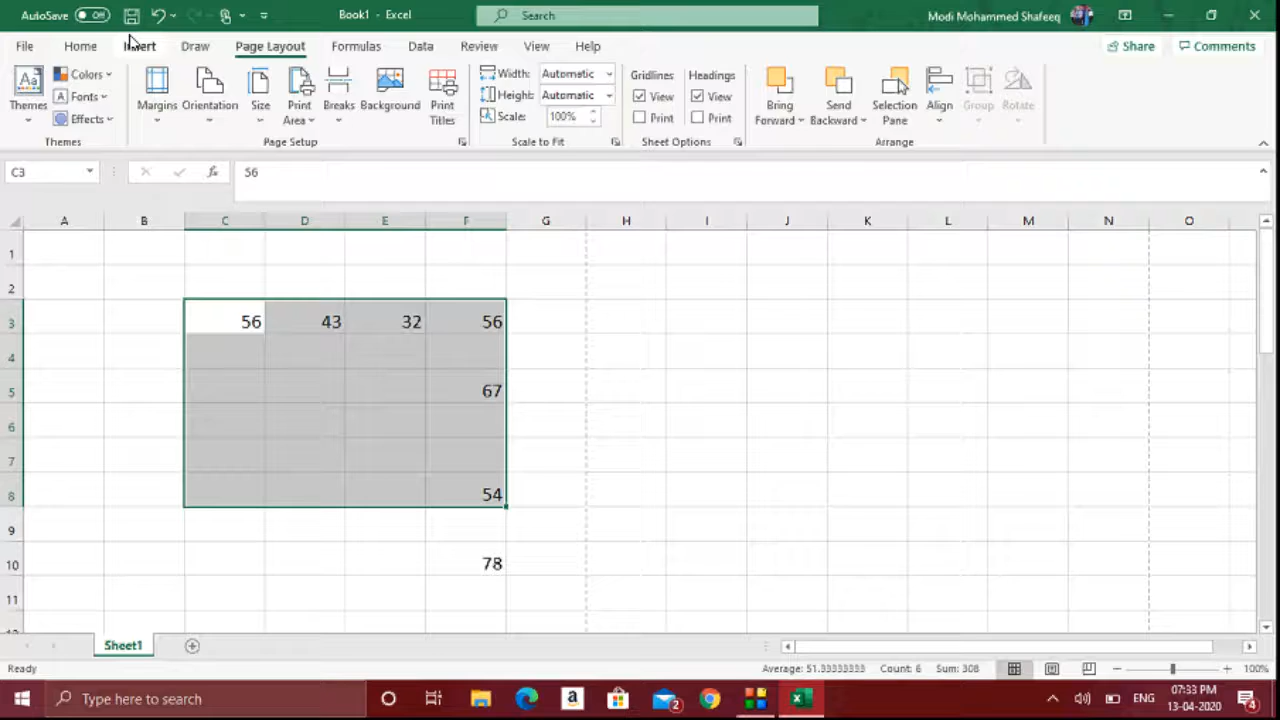 AutoSave Off Book1 - Excel Search Modi Mohammed Shafeeq
File Home Insert Draw Page Layout Formulas Data Review View Help Share Comments
Themes Colors Fonts Effects
Themes
Margins Orientation Size Print Area Breaks Background Print Titles
Page Setup
Width: Automatic
Height: Automatic
Scale: 100%
Scale to Fit
Gridlines Headings
View View
Print Print
Sheet Options
Bring Forward Send Backward Selection Pane Align Group Rotate
Arrange
C3 fx 56
A B C D E F G H I J K L M N O
1
2
3 56 43 32 56
4
5 67
6
7
8 54
9
10 78
11
Sheet1
Ready Average: 51.33333333 Count: 6 Sum: 308 100%
Type here to search a 2 ENG 07:33 PM 4
13-04-2020